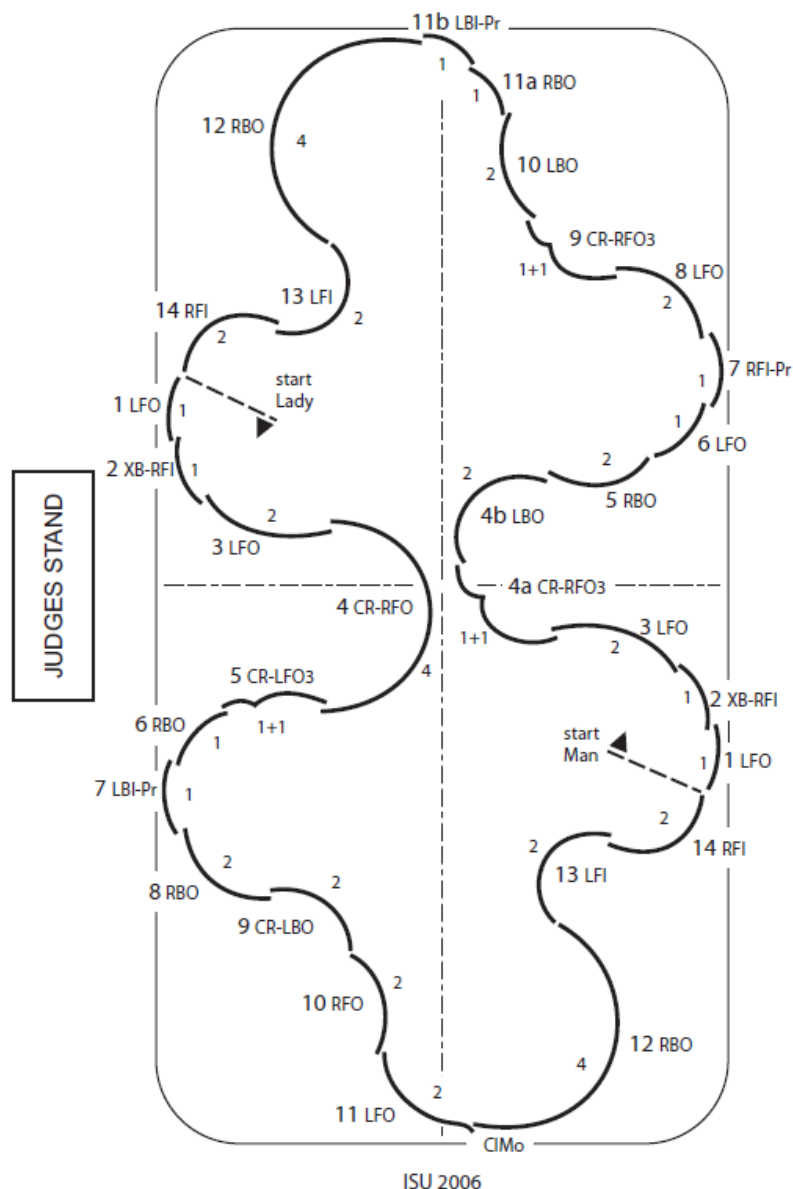 11b LBI-Pr
1
11a RBO
1
12 RBO
4
10 LBO
2
9 CR-RFO3
1+1
8 LFO
2
13 LFI
2
14 RFI
2
7 RFI-Pr
1
start
Lady
1 LFO
1
6 LFO
1
2 XB-RFI
1
2
5 RBO
2
4b LBO
3 LFO
2
JUDGES STAND
4a CR-RFO3
4 CR-RFO
4
1+1
3 LFO
2
5 CR-LFO3
1+1
2 XB-RFI
1
6 RBO
1
start
Man
1 LFO
1
7 LBI-Pr
1
2
14 RFI
2
13 LFI
8 RBO
2
2
9 CR-LBO
10 RFO
2
12 RBO
4
11 LFO
2
ClMo
ISU 2006